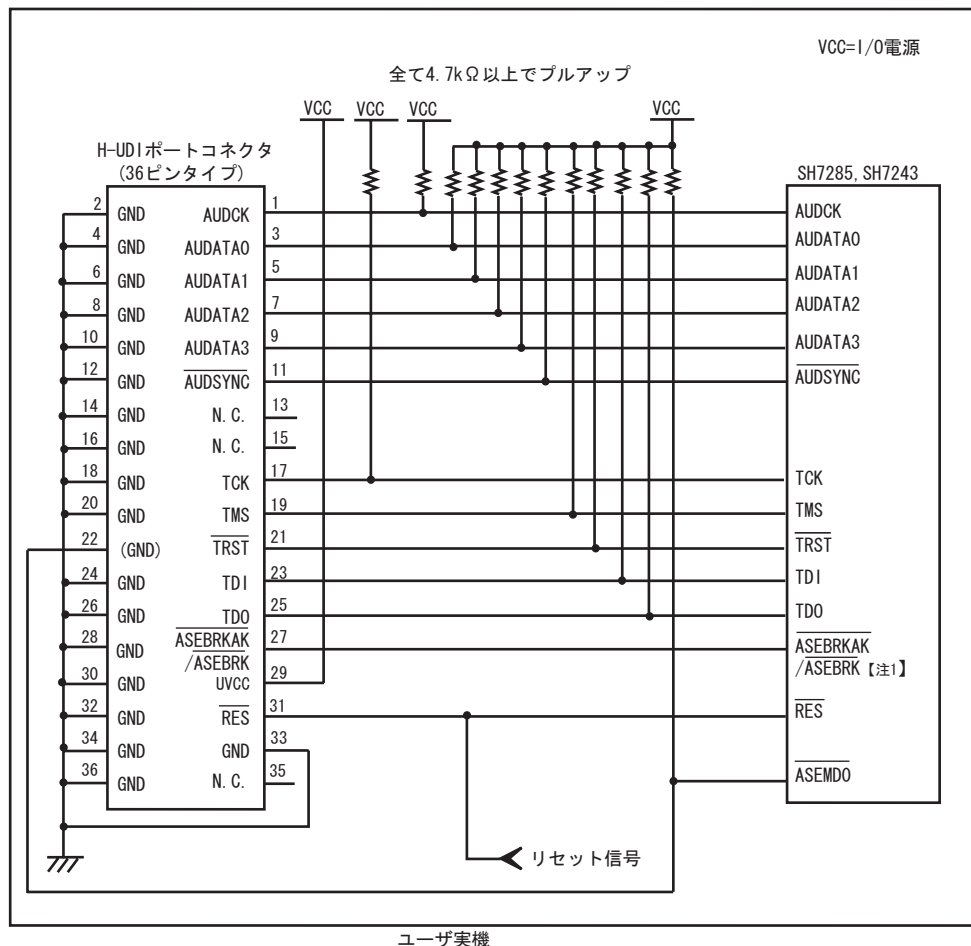 VCC=I/O電源
全て4.7kΩ以上でプルアップ
VCC VCC VCC VCC
H-UDIポートコネクタ
(36ピンタイプ)
SH7285, SH7243
2 GND AUDCK 1 AUDCK
4 GND AUDATA0 3 AUDATA0
6 GND AUDATA1 5 AUDATA1
8 GND AUDATA2 7 AUDATA2
10 GND AUDATA3 9 AUDATA3
12 GND AUDSYNC 11 AUDSYNC
14 GND N.C. 13
16 GND N.C. 15
18 GND TCK 17 TCK
20 GND TMS 19 TMS
22 (GND) TRST 21 TRST
24 GND TDI 23 TDI
26 GND TDO 25 TDO
28 GND ASEBRKAK 27 ASEBRKAK
/ASEBRK /ASEBRK【注1】
30 GND UVCC 29
32 GND RES 31 RES
34 GND GND 33
36 GND N.C. 35 ASEMD0
リセット信号
ユーザ実機